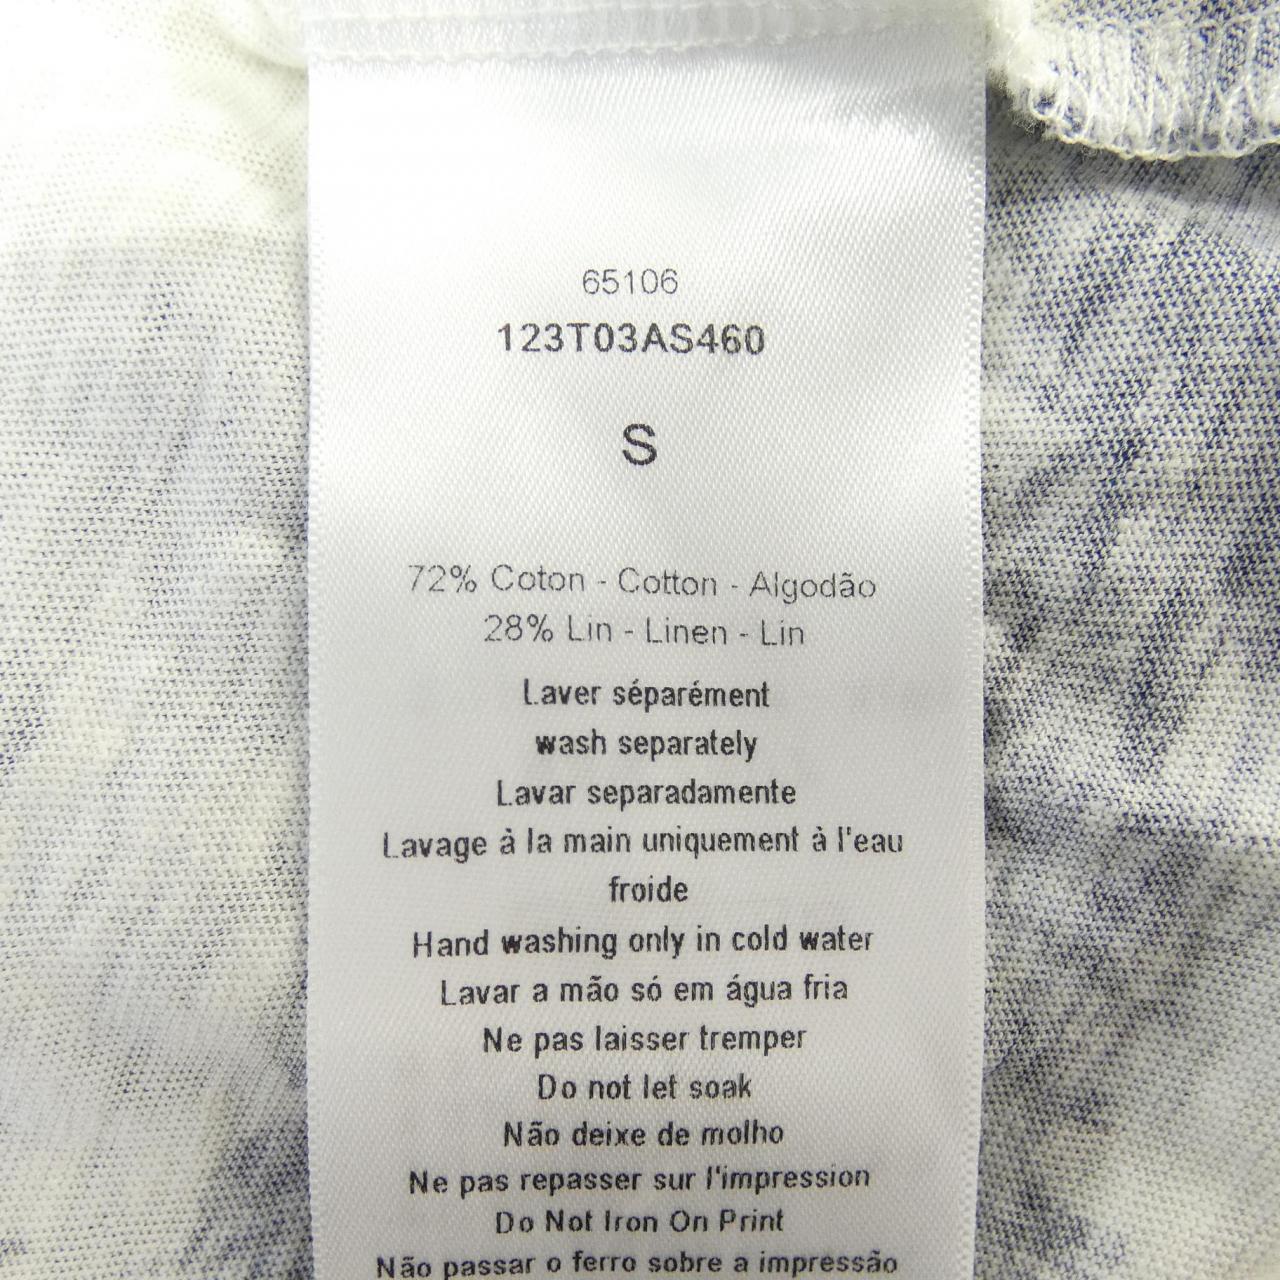 65106
123T03AS460
S
72% Coton - Cotton - Algodão
28% Lin - Linen - Lin
Laver séparément
wash separately
Lavar separadamente
Lavage à la main uniquement à l'eau
froide
Hand washing only in cold water
Lavar a mão só em água fria
Ne pas laisser tremper
Do not let soak
Não deixe de molho
Ne pas repasser sur l'impression
Do Not Iron On Print
Não passar o ferro sobre a impressão